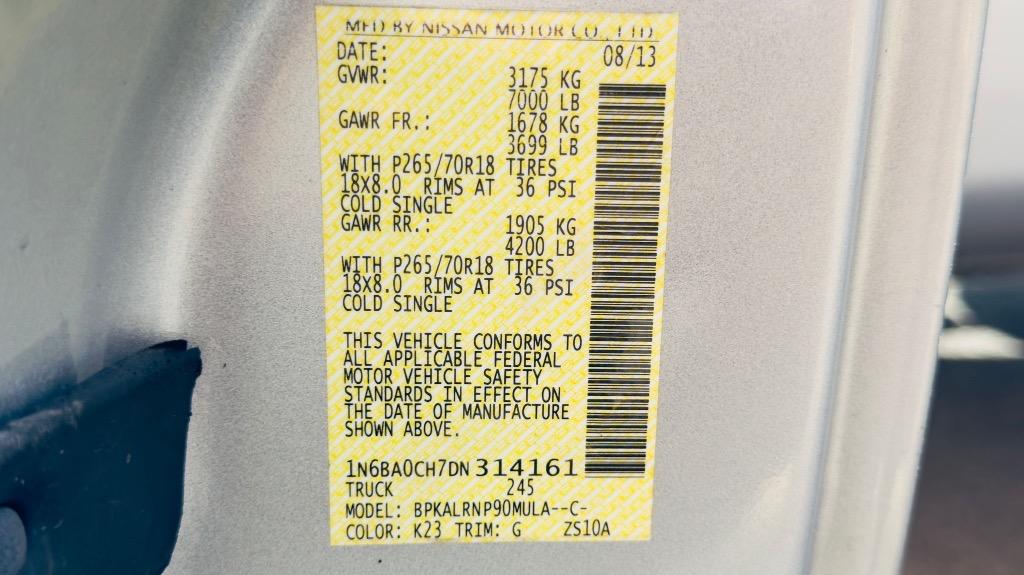 MFD BY NISSAN MOTOR CO., LTD.
DATE: 08/13
GVWR: 3175 KG
7000 LB
GAWR FR.: 1678 KG
3699 LB
WITH P265/70R18 TIRES
18X8.0 RIMS AT 36 PSI
COLD SINGLE
GAWR RR.: 1905 KG
4200 LB
WITH P265/70R18 TIRES
18X8.0 RIMS AT 36 PSI
COLD SINGLE
THIS VEHICLE CONFORMS TO
ALL APPLICABLE FEDERAL
MOTOR VEHICLE SAFETY
STANDARDS IN EFFECT ON
THE DATE OF MANUFACTURE
SHOWN ABOVE.
1N6BA0CH7DN314161
TRUCK 245
MODEL: BPKALRNP90MULA--C-
COLOR: K23 TRIM: G ZS10A